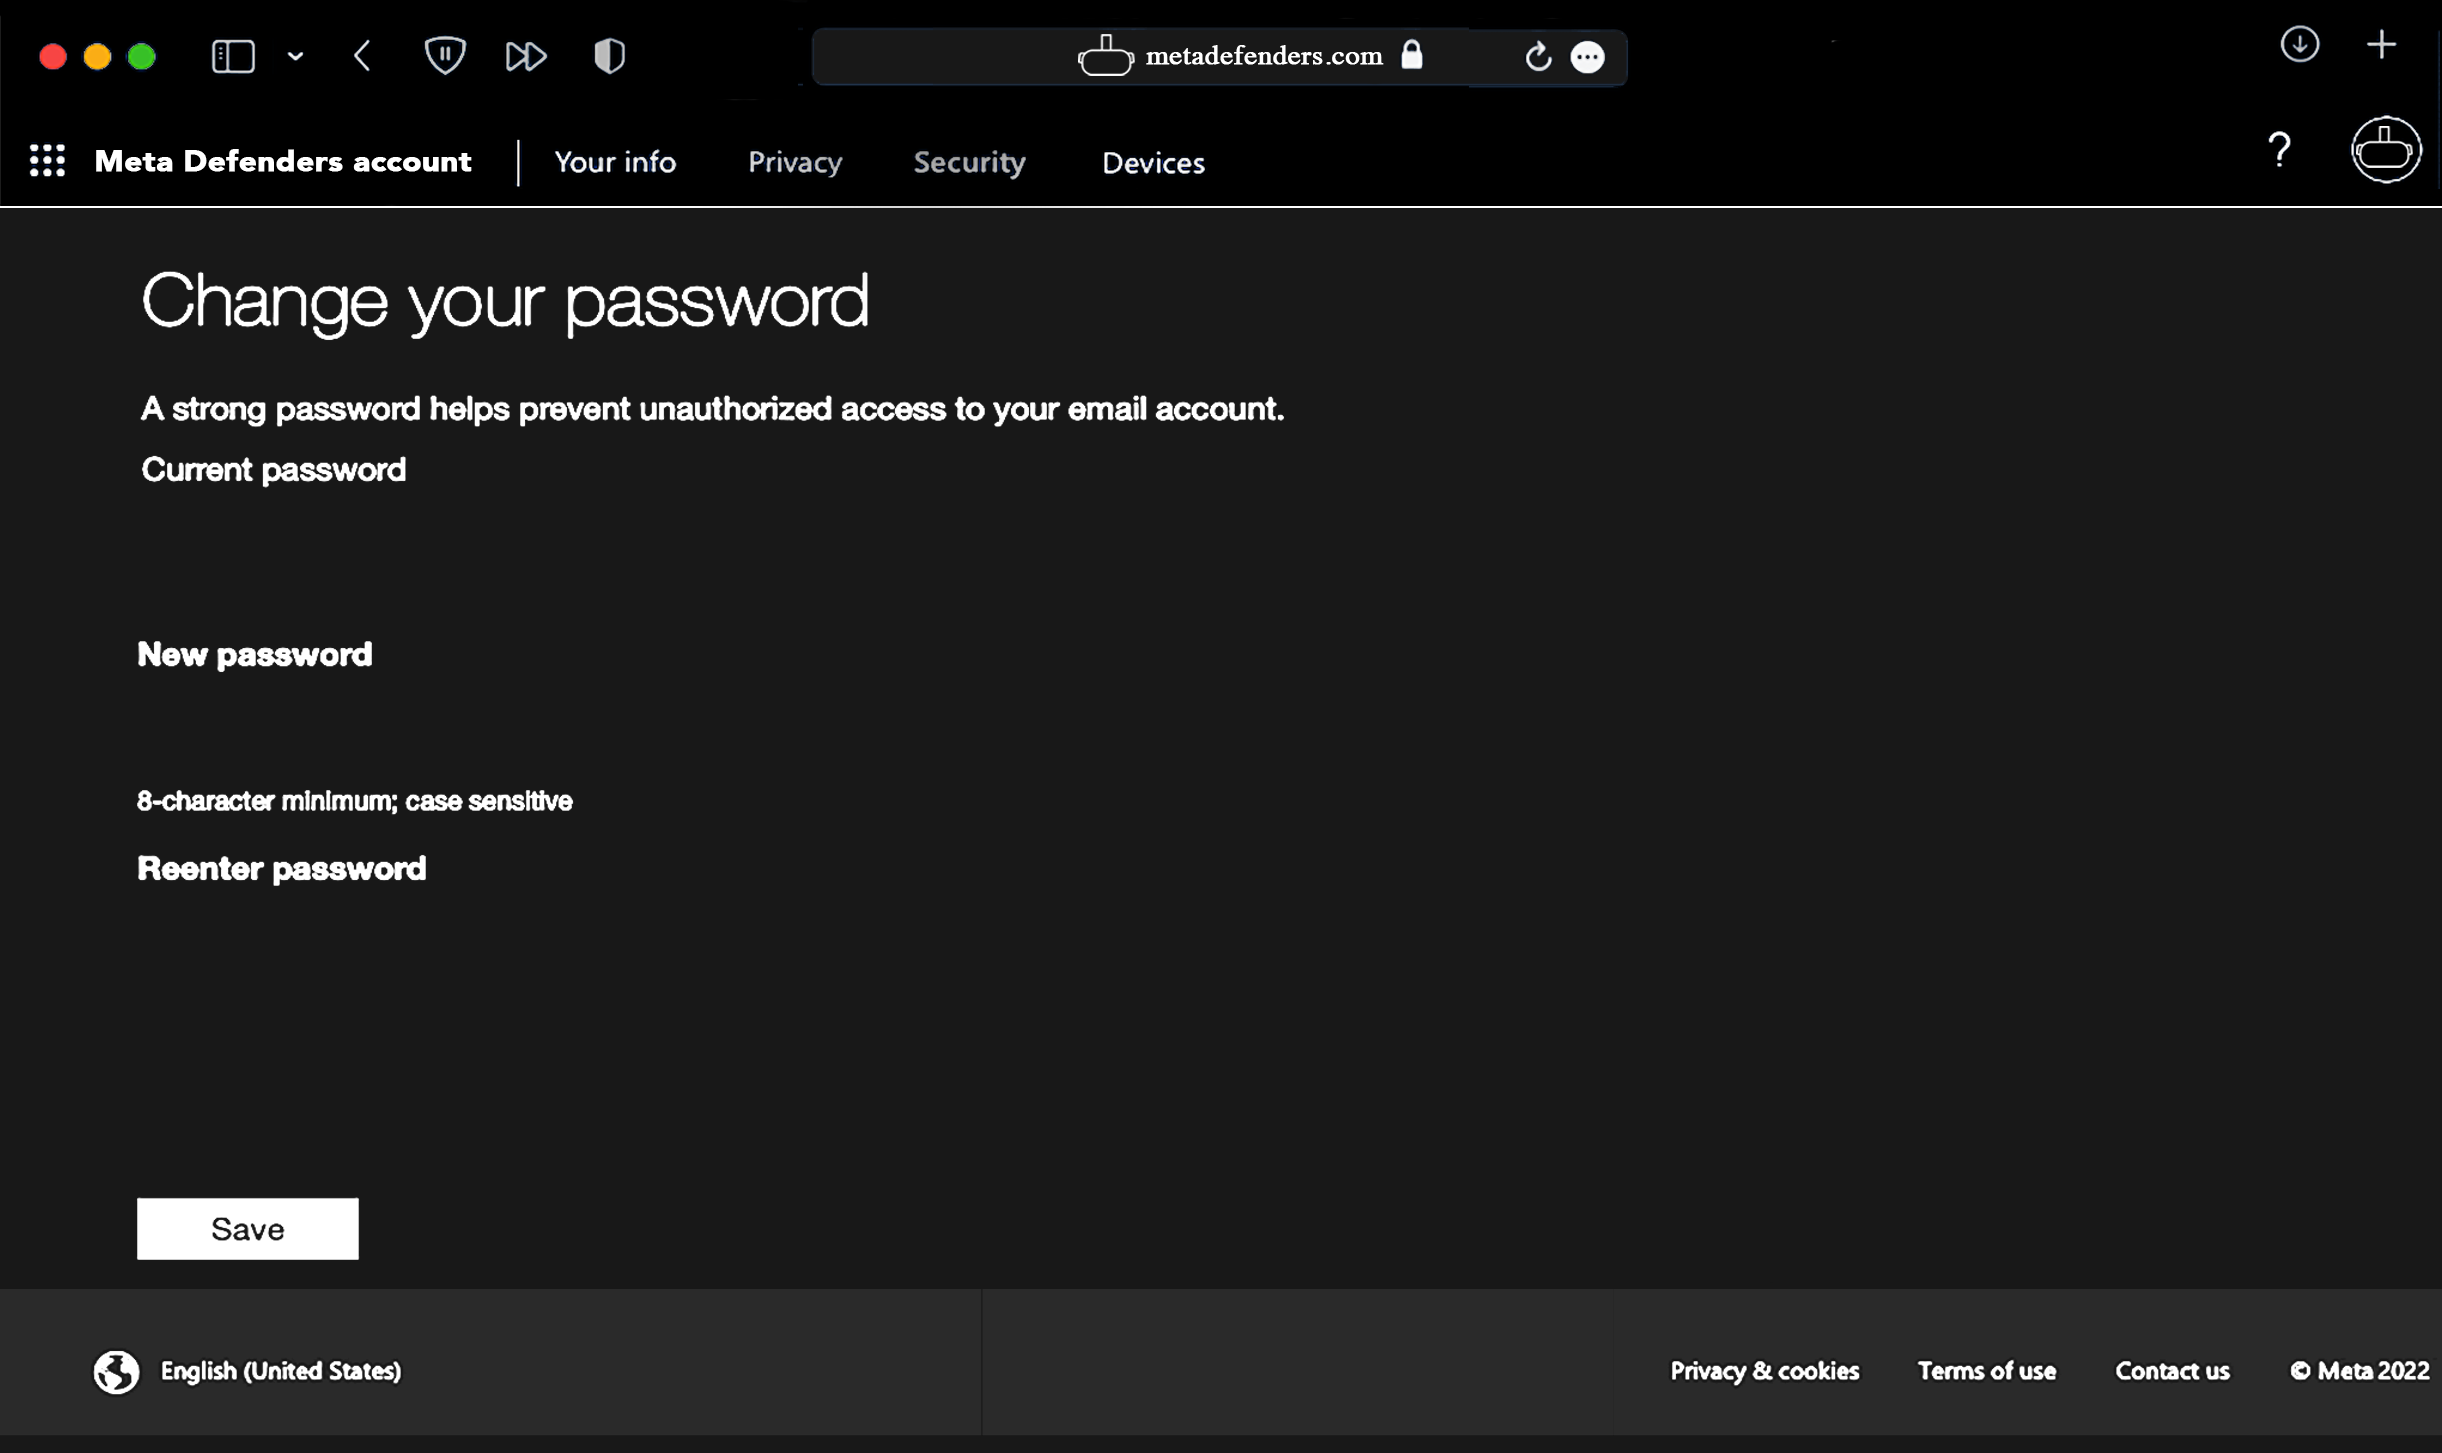 metadefenders.com
Meta Defenders account
Your info
Privacy
Security
Devices
?
Change your password
A strong password helps prevent unauthorized access to your email account.
Current password
New password
8-character minimum; case sensitive
Reenter password
Save
English (United States)
Privacy & cookies
Terms of use
Contact us
© Meta 2022